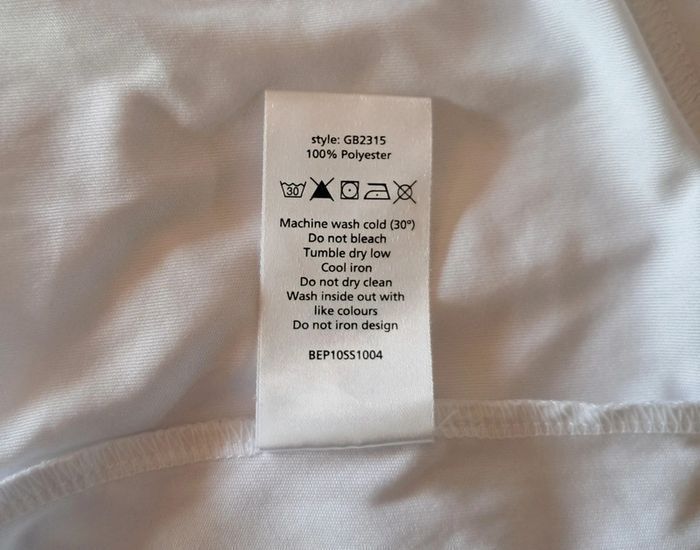 style: GB2315
100% Polyester
30
Machine wash cold (30°)
Do not bleach
Tumble dry low
Cool iron
Do not dry clean
Wash inside out with
like colours
Do not iron design
BEP10SS1004